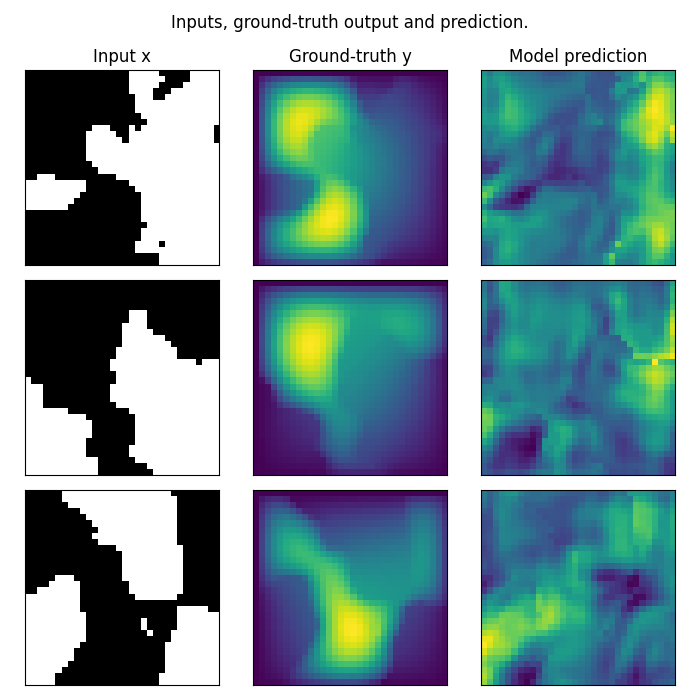 Inputs, ground-truth output and prediction.
Input x
Ground-truth y
Model prediction